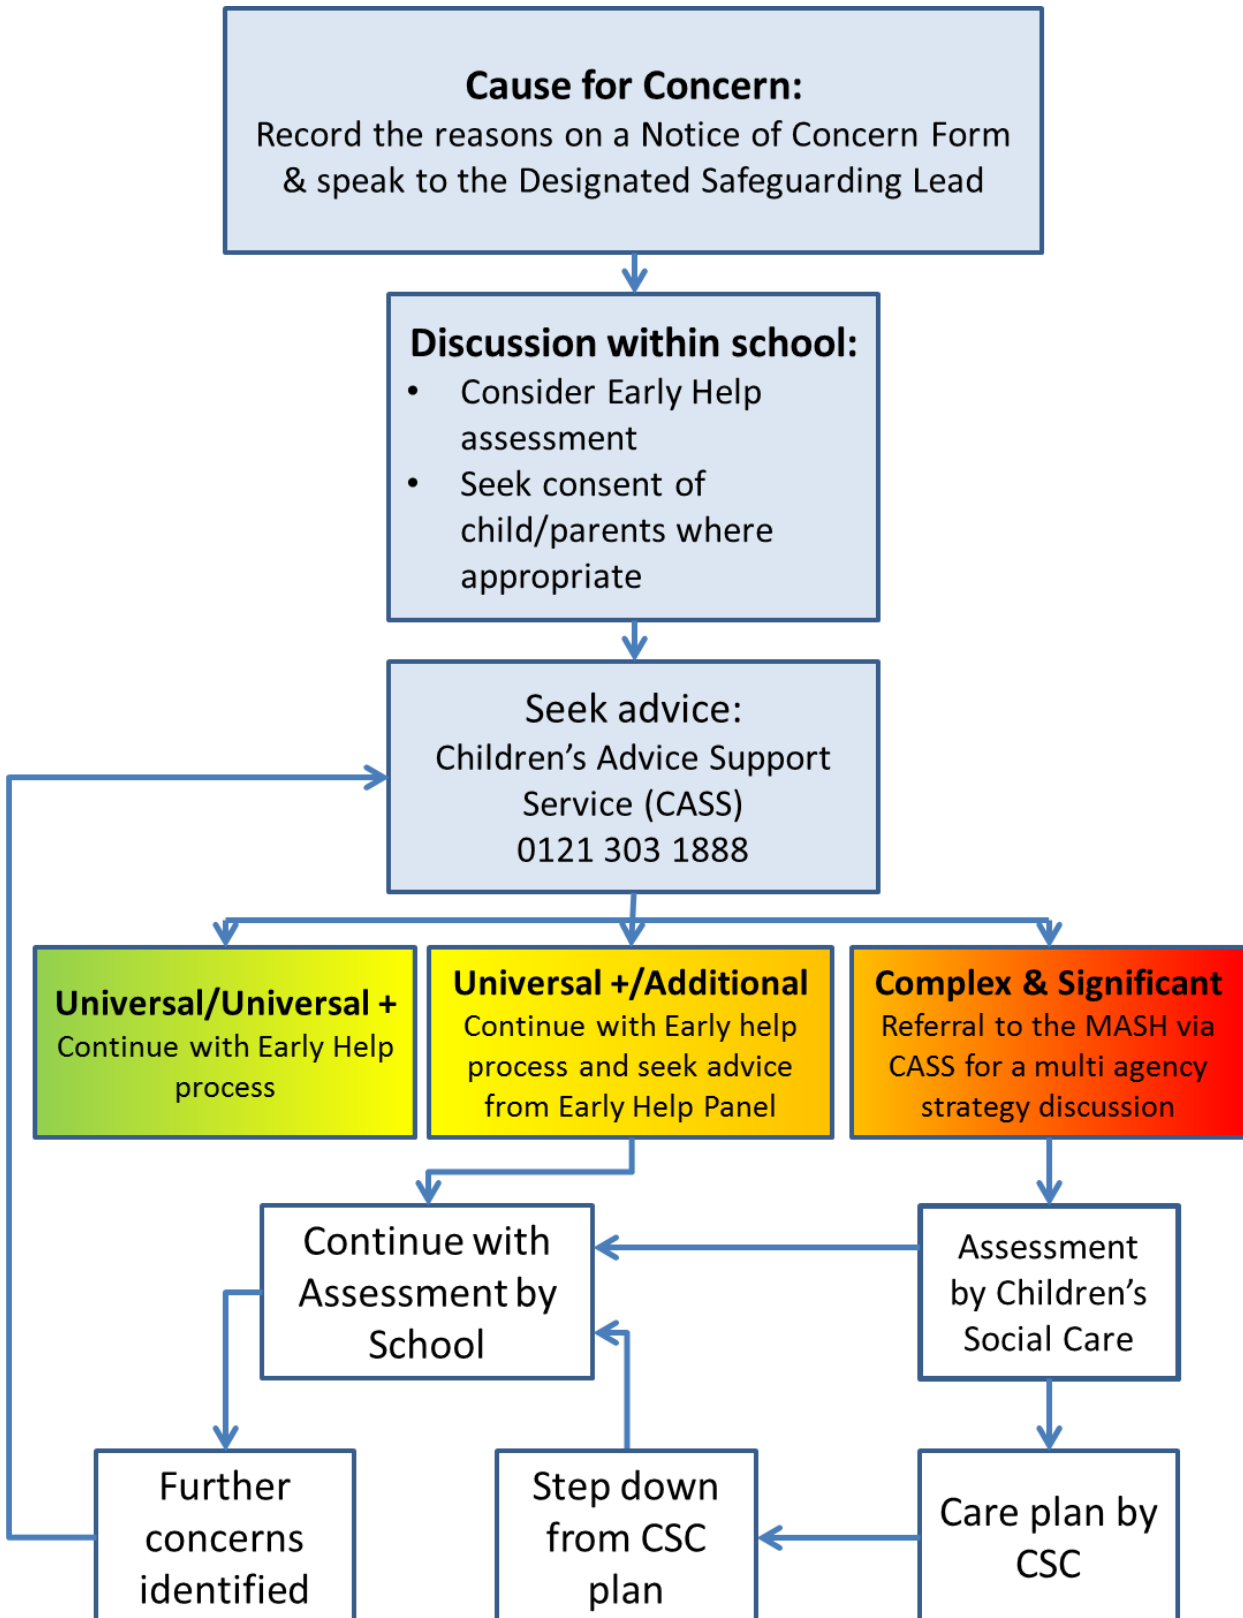 Cause for Concern:
Record the reasons on a Notice of Concern Form
& speak to the Designated Safeguarding Lead
Discussion within school:
• Consider Early Help
assessment
• Seek consent of
child/parents where
appropriate
Seek advice:
Children’s Advice Support
Service (CASS)
0121 303 1888
Universal/Universal +
Continue with Early Help
process
Universal +/Additional
Continue with Early help
process and seek advice
from Early Help Panel
Complex & Significant
Referral to the MASH via
CASS for a multi agency
strategy discussion
Continue with
Assessment by
School
Assessment
by Children’s
Social Care
Further
concerns
identified
Step down
from CSC
plan
Care plan by
CSC